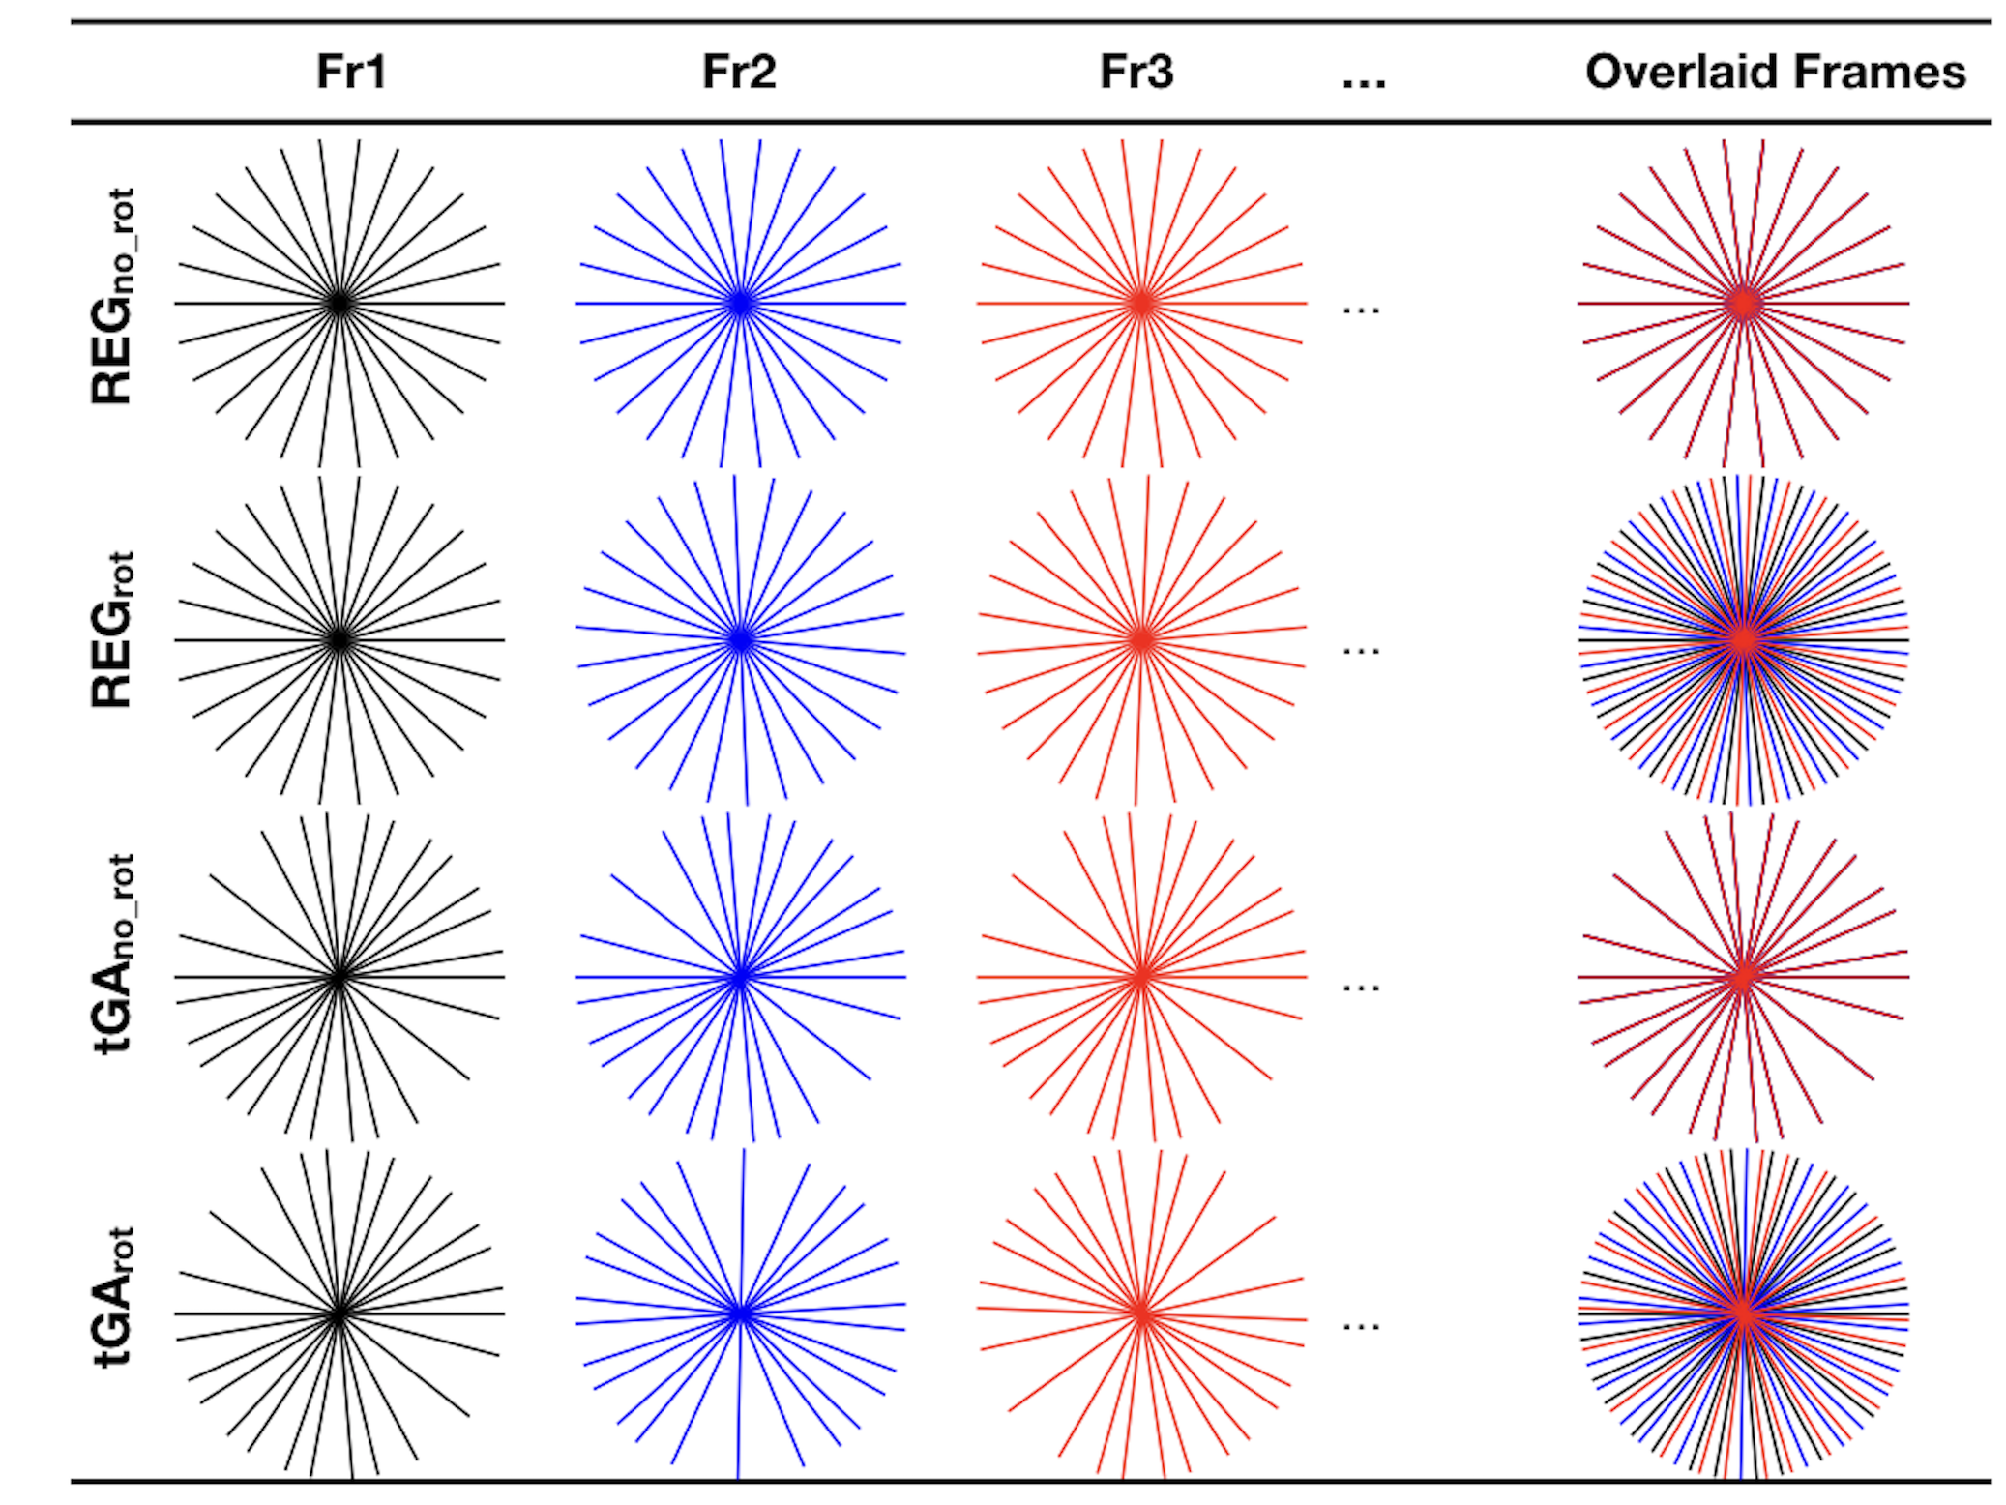 Fr1 Fr2 Fr3 ... Overlaid Frames
REGno_rot ...
REGrot ...
tGAno_rot ...
tGArot ...